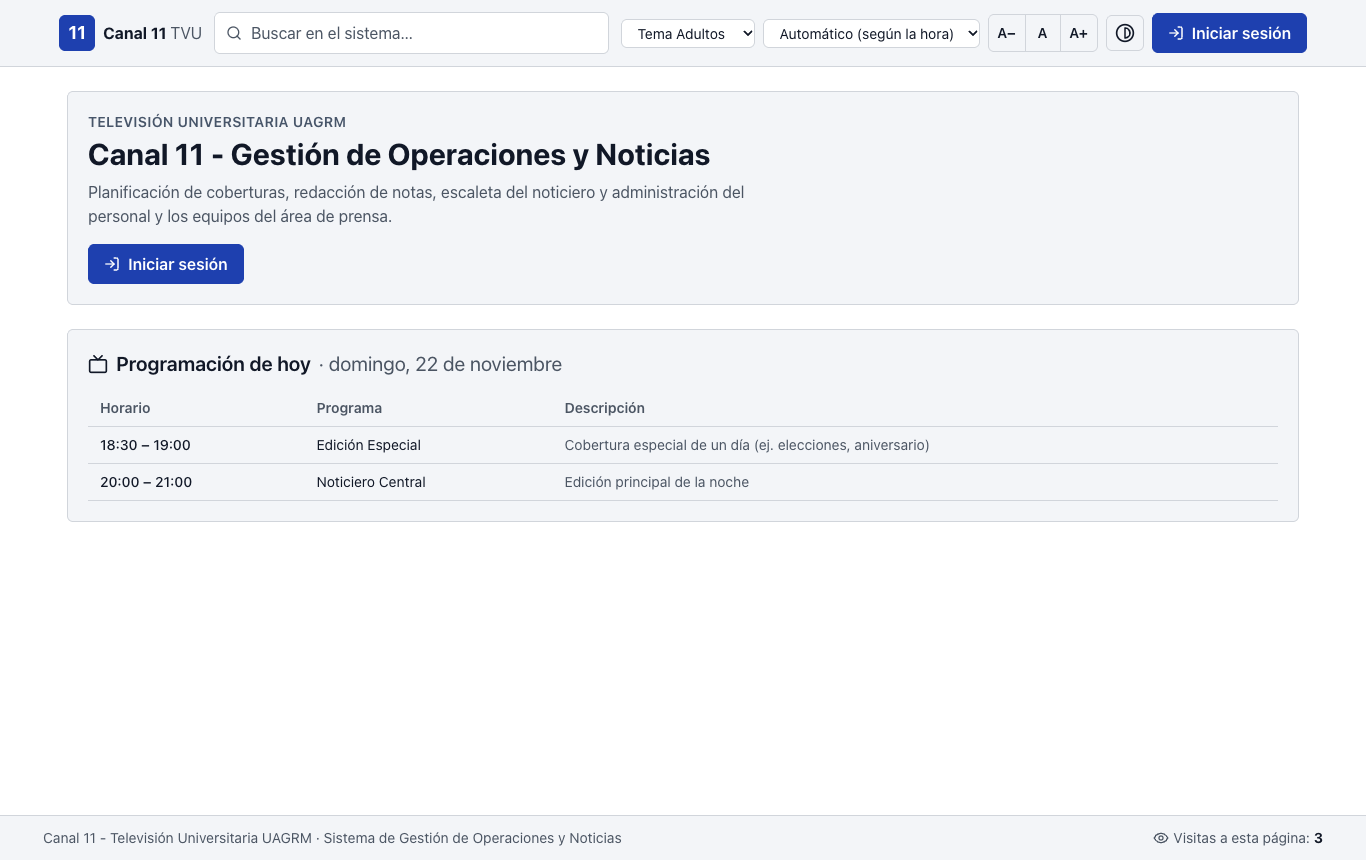 11 Canal 11 TVU Buscar en el sistema... Tema Adultos Automático (según la hora) A− A A+ Iniciar sesión
TELEVISIÓN UNIVERSITARIA UAGRM
Canal 11 - Gestión de Operaciones y Noticias
Planificación de coberturas, redacción de notas, escaleta del noticiero y administración del
personal y los equipos del área de prensa.
Iniciar sesión
Programación de hoy · domingo, 22 de noviembre
Horario Programa Descripción
18:30 – 19:00 Edición Especial Cobertura especial de un día (ej. elecciones, aniversario)
20:00 – 21:00 Noticiero Central Edición principal de la noche
Canal 11 - Televisión Universitaria UAGRM · Sistema de Gestión de Operaciones y Noticias Visitas a esta página: 3